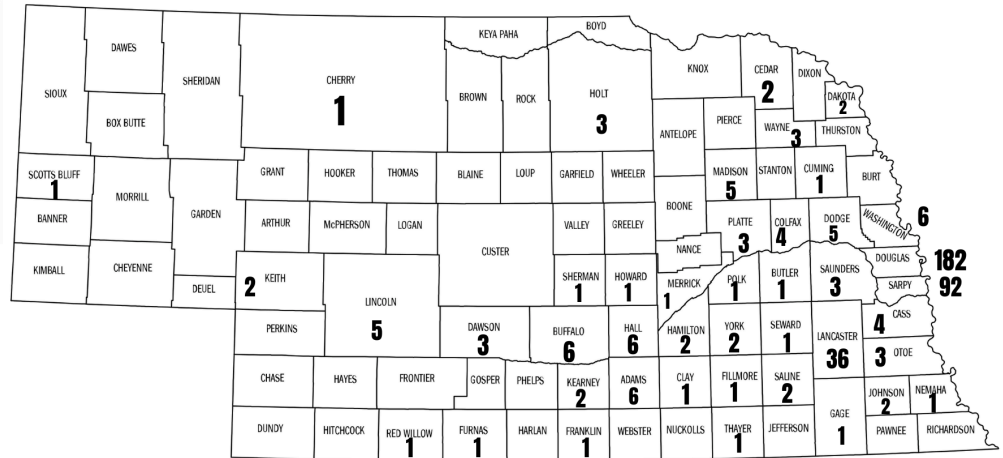 BOYD
KEYA PAHA
DAWES
KNOX
CEDAR
2
DIXON
SIOUX
SHERIDAN
CHERRY
1
BROWN
ROCK
HOLT
3
DAKOTA
2
BOX BUTTE
ANTELOPE
PIERCE
WAYNE
3
THURSTON
SCOTTS BLUFF
1
GRANT
HOOKER
THOMAS
BLAINE
LOUP
GARFIELD
WHEELER
MADISON
5
STANTON
CUMING
1
BURT
MORRILL
GARDEN
BANNER
ARTHUR
McPHERSON
LOGAN
CUSTER
VALLEY
GREELEY
BOONE
PLATTE
3
COLFAX
4
DODGE
5
WASHINGTON
6
NANCE
KIMBALL
CHEYENNE
DEUEL
KEITH
2
LINCOLN
5
SHERMAN
1
HOWARD
1
MERRICK
1
POLK
1
BUTLER
1
SAUNDERS
3
DOUGLAS
182
SARPY
92
PERKINS
DAWSON
3
BUFFALO
6
HALL
6
HAMILTON
2
YORK
2
SEWARD
1
LANCASTER
36
CASS
4
OTOE
3
CHASE
HAYES
FRONTIER
GOSPER
PHELPS
KEARNEY
2
ADAMS
6
CLAY
1
FILLMORE
1
SALINE
2
JOHNSON
2
NEMAHA
1
DUNDY
HITCHCOCK
RED WILLOW
1
FURNAS
1
HARLAN
FRANKLIN
1
WEBSTER
NUCKOLLS
THAYER
1
JEFFERSON
GAGE
1
PAWNEE
RICHARDSON